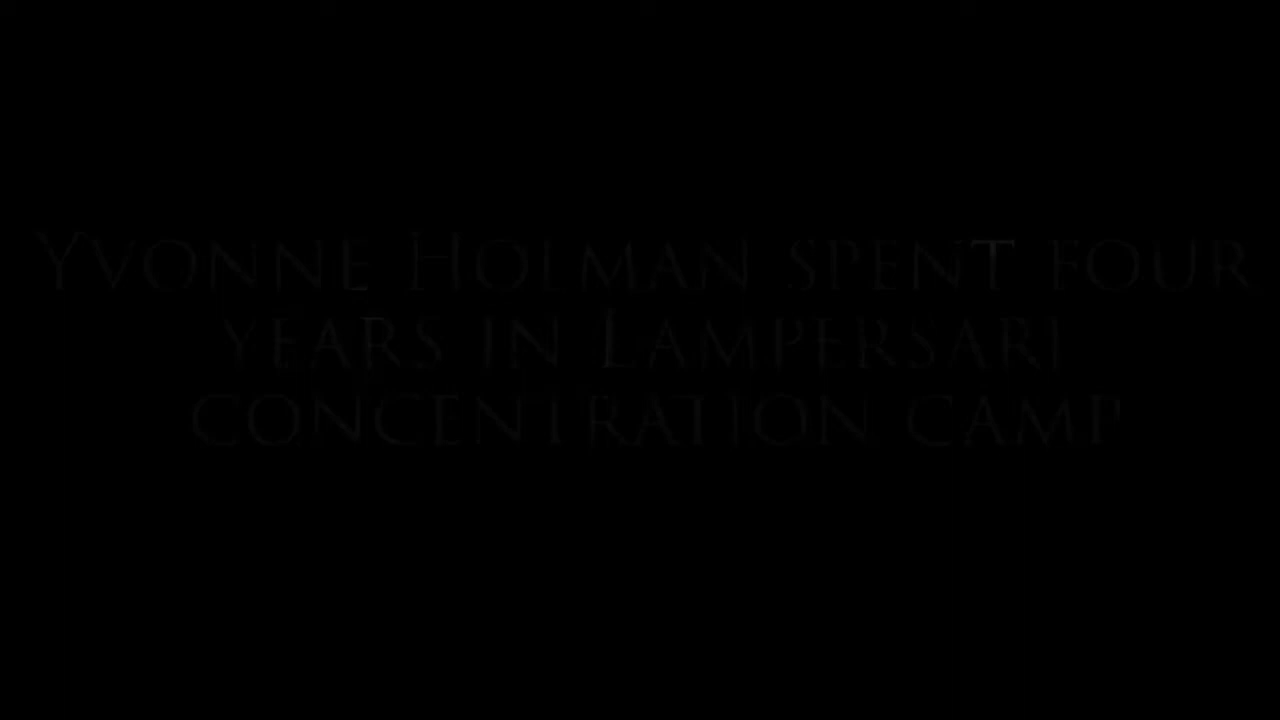 Yvonne Holman spent four
years in Lampersari
concentration camp